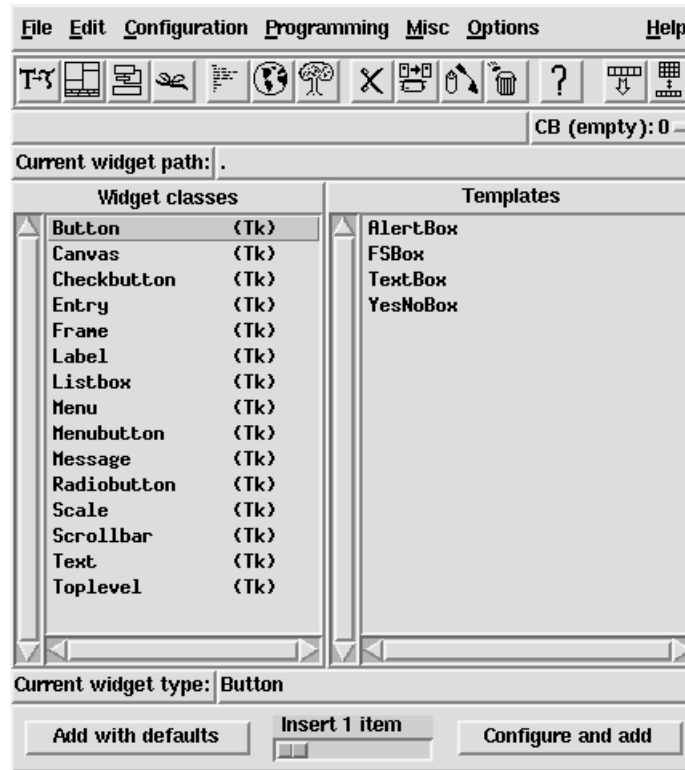 File Edit Configuration Programming Misc Options Help
?
CB (empty): 0
Current widget path: .
Widget classes
Button (Tk)
Canvas (Tk)
Checkbutton (Tk)
Entry (Tk)
Frame (Tk)
Label (Tk)
Listbox (Tk)
Menu (Tk)
Menubutton (Tk)
Message (Tk)
Radiobutton (Tk)
Scale (Tk)
Scrollbar (Tk)
Text (Tk)
Toplevel (Tk)
Templates
AlertBox
FSBox
TextBox
YesNoBox
Current widget type: Button
Add with defaults
Insert 1 item
Configure and add